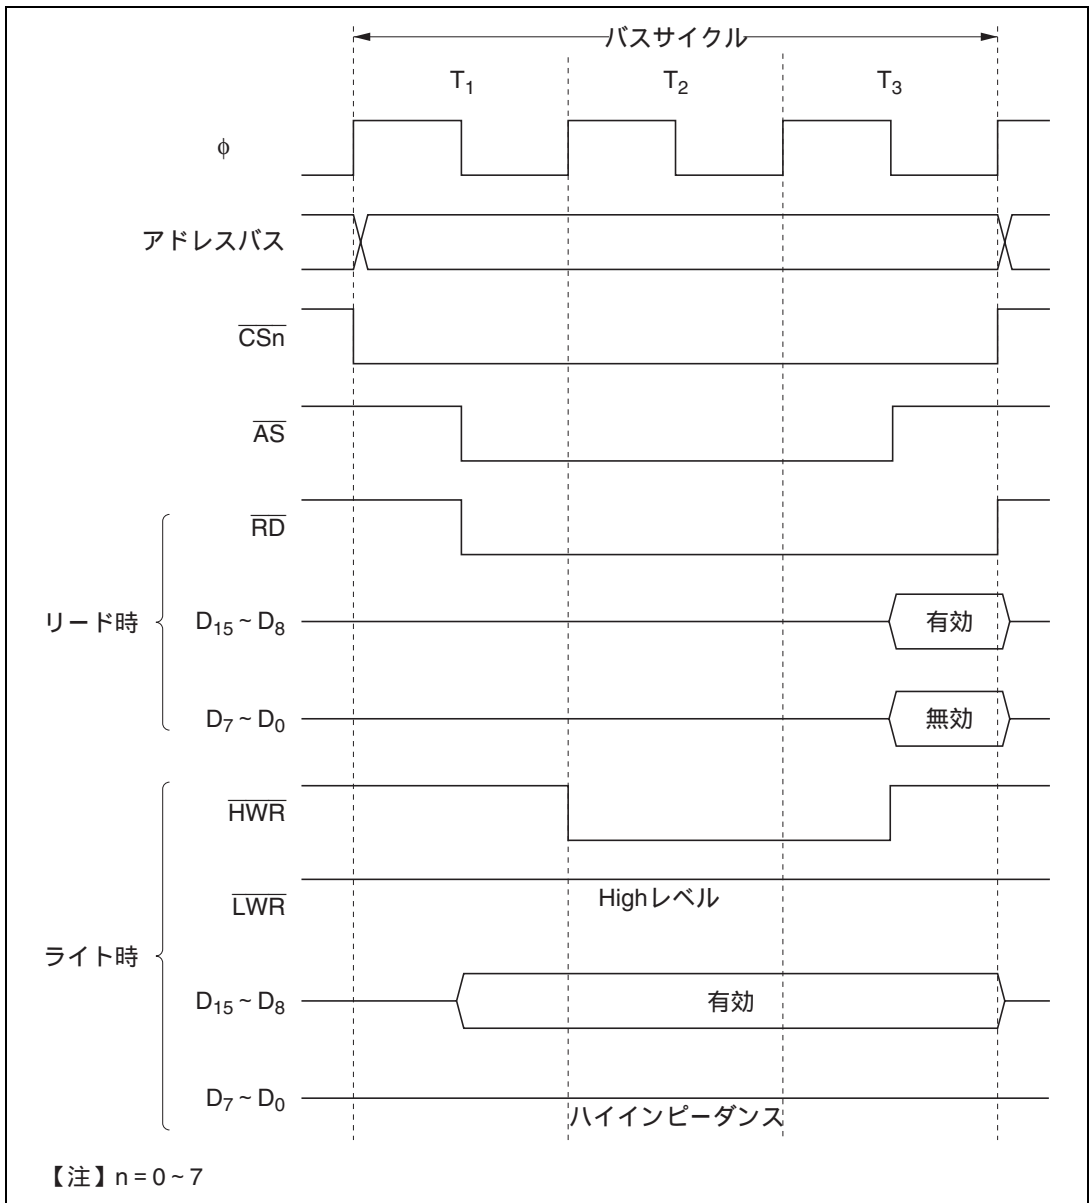 バスサイクル
T1 T2 T3
φ
アドレスバス
CSn
AS
RD
リード時
D15 ~ D8 有効
D7 ~ D0 無効
HWR
LWR Highレベル
ライト時
D15 ~ D8 有効
D7 ~ D0 ハイインピーダンス
【注】n = 0 ~ 7